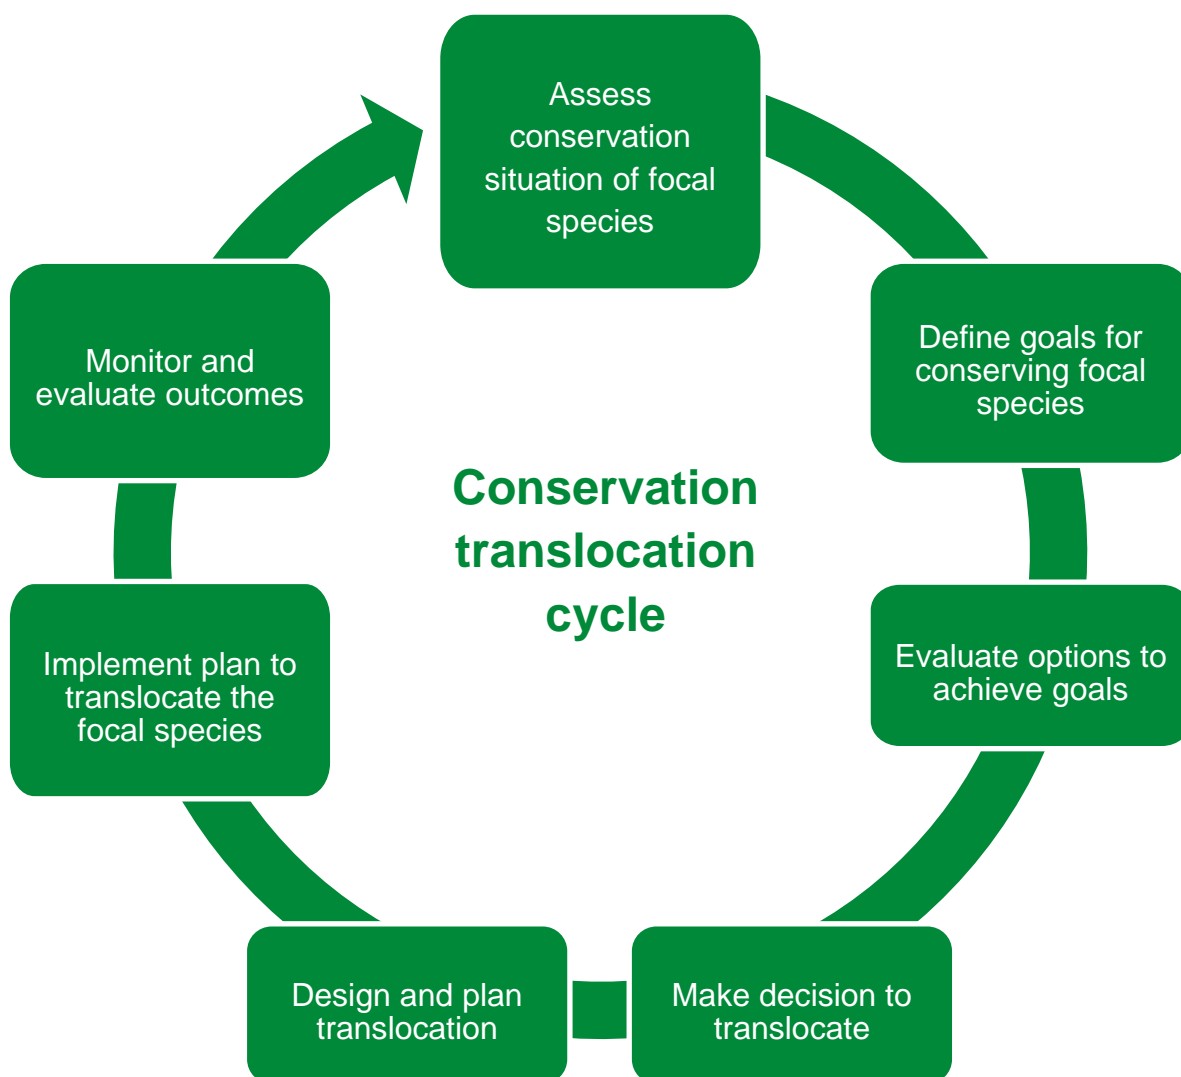 Assess
conservation
situation of focal
species
Define goals for
conserving focal
species
Evaluate options to
achieve goals
Make decision to
translocate
Design and plan
translocation
Implement plan to
translocate the
focal species
Monitor and
evaluate outcomes
Conservation
translocation
cycle